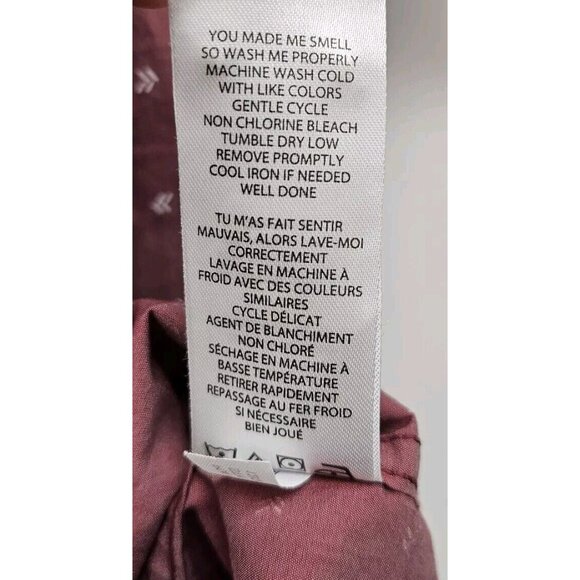 YOU MADE ME SMELL
SO WASH ME PROPERLY
MACHINE WASH COLD
WITH LIKE COLORS
GENTLE CYCLE
NON CHLORINE BLEACH
TUMBLE DRY LOW
REMOVE PROMPTLY
COOL IRON IF NEEDED
WELL DONE
TU M'AS FAIT SENTIR
MAUVAIS, ALORS LAVE-MOI
CORRECTEMENT
LAVAGE EN MACHINE À
FROID AVEC DES COULEURS
SIMILAIRES
CYCLE DÉLICAT
AGENT DE BLANCHIMENT
NON CHLORÉ
SÉCHAGE EN MACHINE À
BASSE TEMPÉRATURE
RETIRER RAPIDEMENT
REPASSAGE AU FER FROID
SI NÉCESSAIRE
BIEN JOUÉ